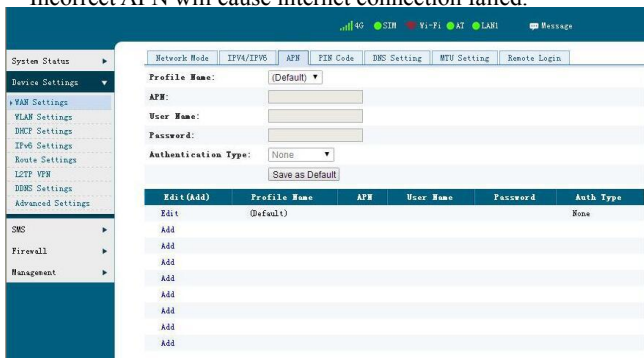 Incorrect APN will cause internet connection failed.
4G SIM Wi-Fi AT LAN1 Message
System Status
Device Settings
WAN Settings
WLAN Settings
DHCP Settings
IPv6 Settings
Route Settings
L2TP VPN
DDNS Settings
Advanced Settings
SMS
Firewall
Management
Network Mode IPV4/IPV6 APN PIN Code DNS Setting MTU Setting Remote Login
Profile Name: (Default)
APN:
User Name:
Password:
Authentication Type: None
Save as Default
Edit(Add) Profile Name APN User Name Password Auth Type
Edit (Default) None
Add
Add
Add
Add
Add
Add
Add
Add